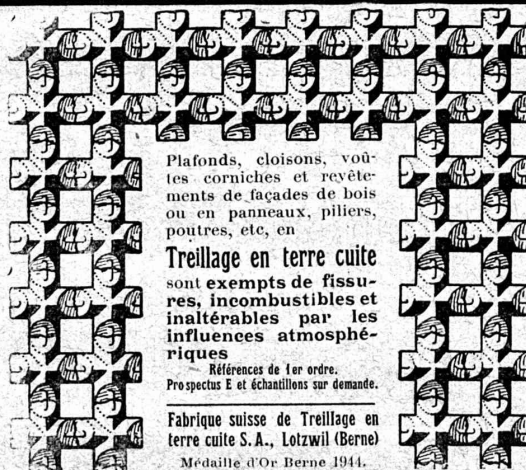 Plafonds, cloisons, voû-
tes corniches et revête-
ments de façades de bois
ou en panneaux, piliers,
poutres, etc, en
Treillage en terre cuite
sont exempts de fissu-
res, incombustibles et
inaltérables par les
influences atmosphé-
riques
Références de 1er ordre.
Prospectus E et échantillons sur demande.
Fabrique suisse de Treillage en
terre cuite S.A., Lotzwil (Berne)
Médaille d'Or Berne 1944.